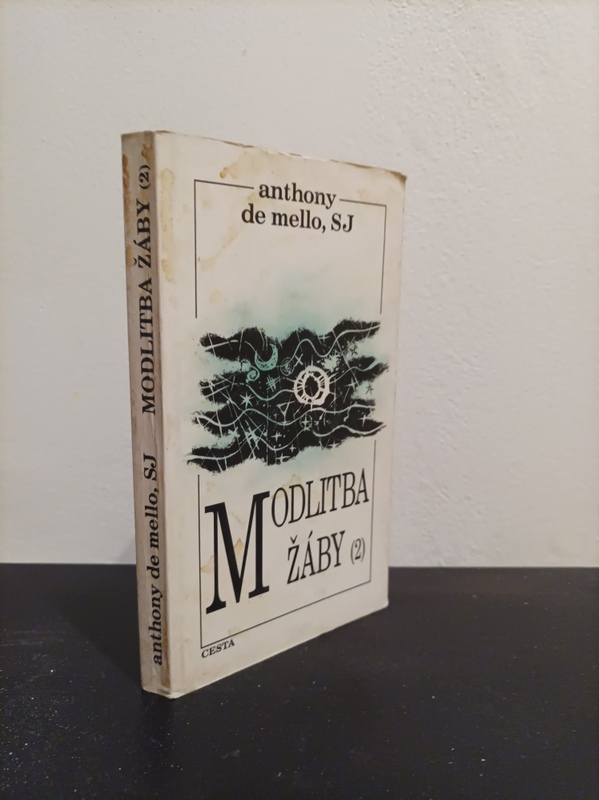 anthony de mello, SJ MODLITBA ŽÁBY (2)
anthony
de mello, SJ
MODLITBA
ŽÁBY (2)
CESTA